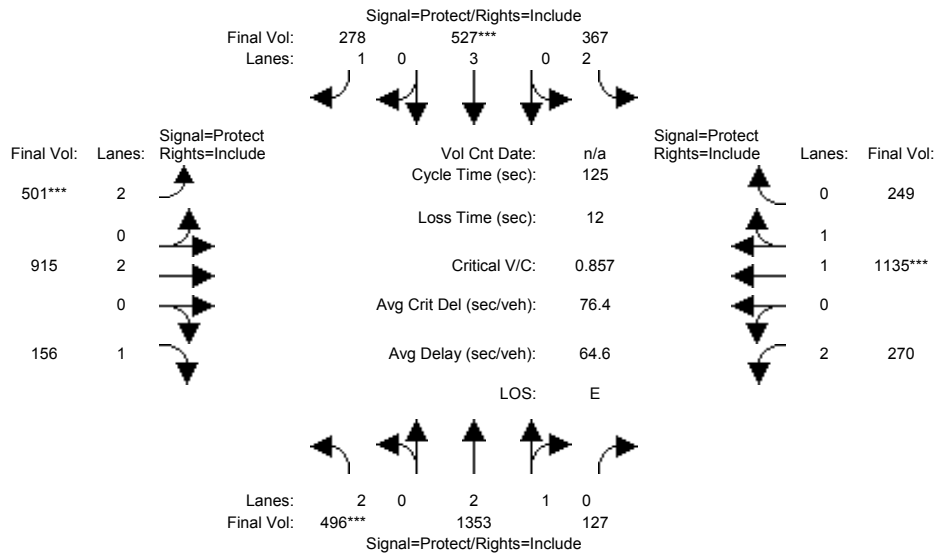 Signal=Protect/Rights=Include
Final Vol: 278 527*** 367
Lanes: 1 0 3 0 2
Signal=Protect
Final Vol: Lanes: Rights=Include
Vol Cnt Date: n/a
Signal=Protect
Rights=Include Lanes: Final Vol:
Cycle Time (sec): 125
501*** 2
0 249
Loss Time (sec): 12
0
1
915 2
Critical V/C: 0.857
1 1135***
0
Avg Crit Del (sec/veh): 76.4
0
156 1
Avg Delay (sec/veh): 64.6
2 270
LOS: E
Lanes: 2 0 2 1 0
Final Vol: 496*** 1353 127
Signal=Protect/Rights=Include